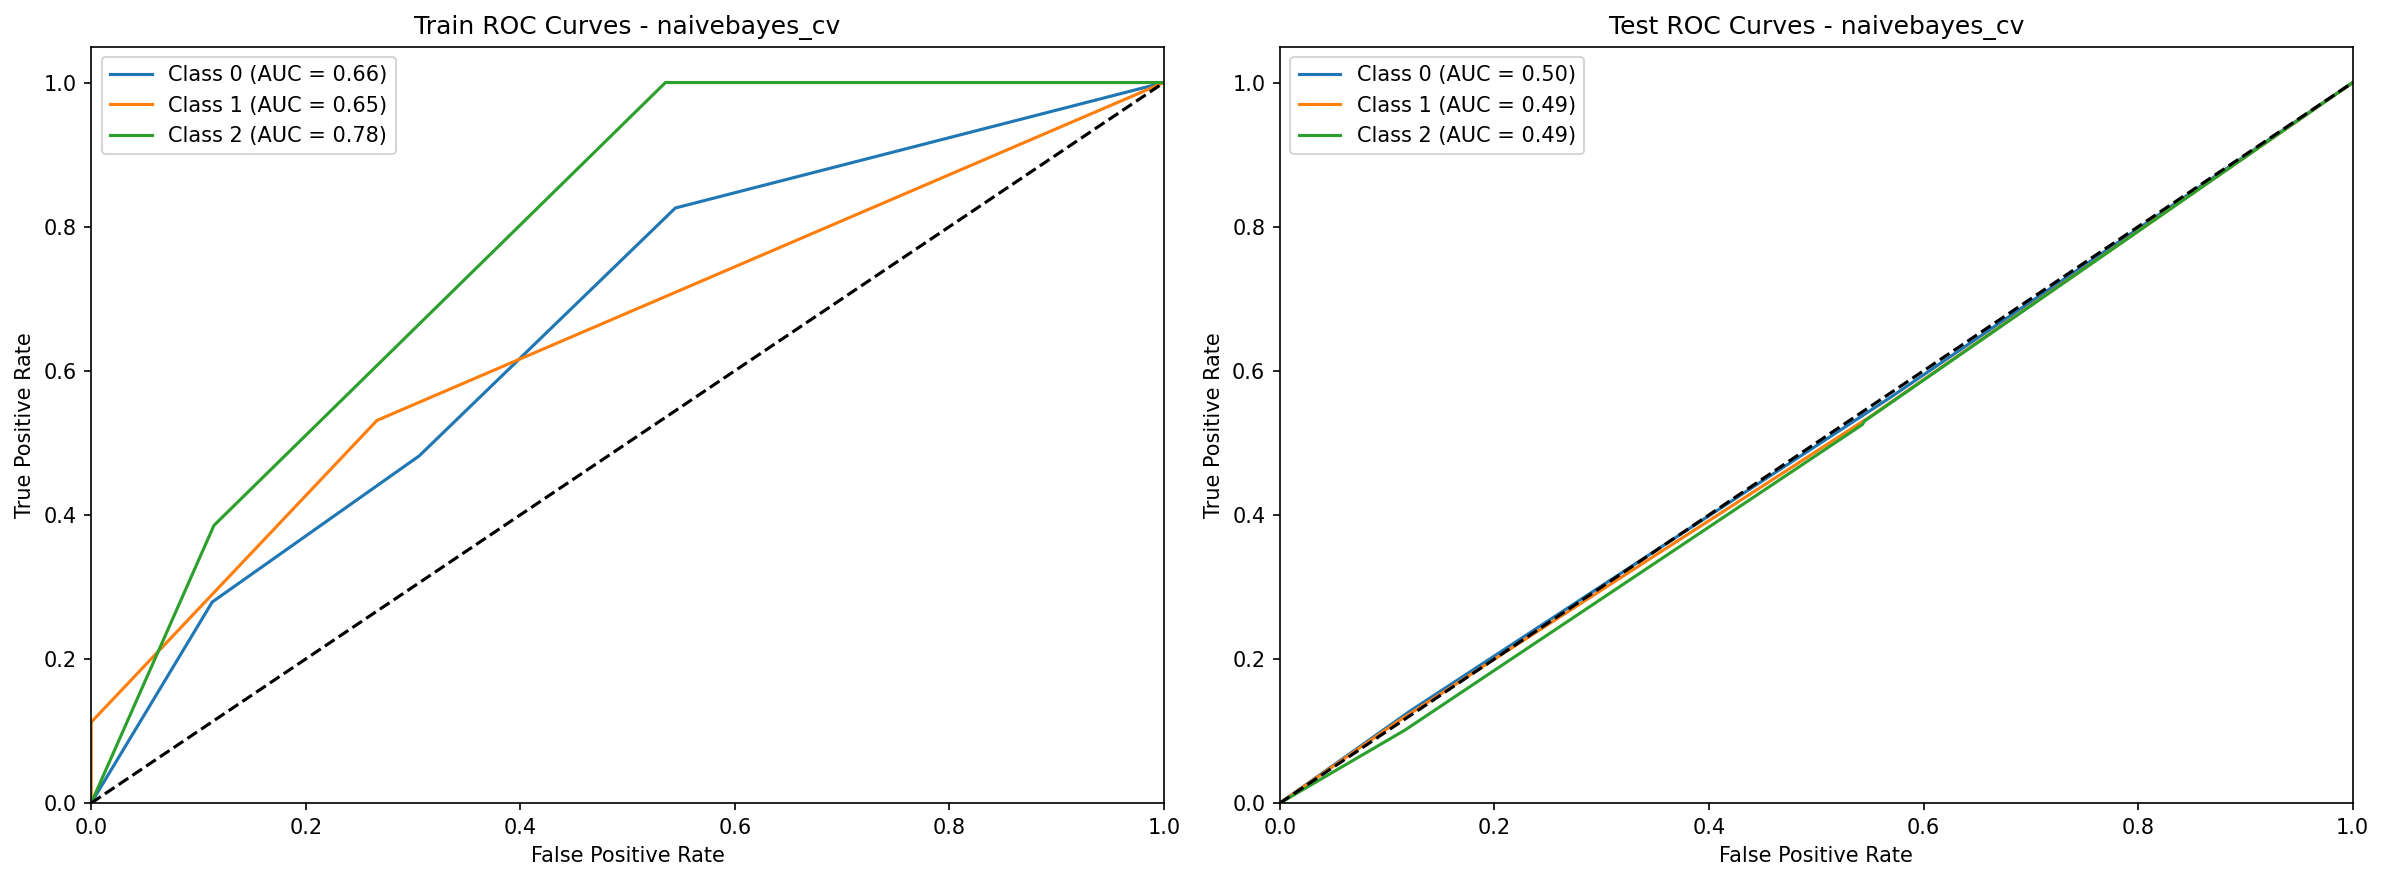 Train ROC Curves - naivebayes_cv
Class 0 (AUC = 0.66)
Class 1 (AUC = 0.65)
Class 2 (AUC = 0.78)
True Positive Rate
1.0
0.8
0.6
0.4
0.2
0.0
0.0 0.2 0.4 0.6 0.8 1.0
False Positive Rate
Test ROC Curves - naivebayes_cv
Class 0 (AUC = 0.50)
Class 1 (AUC = 0.49)
Class 2 (AUC = 0.49)
True Positive Rate
1.0
0.8
0.6
0.4
0.2
0.0
0.0 0.2 0.4 0.6 0.8 1.0
False Positive Rate